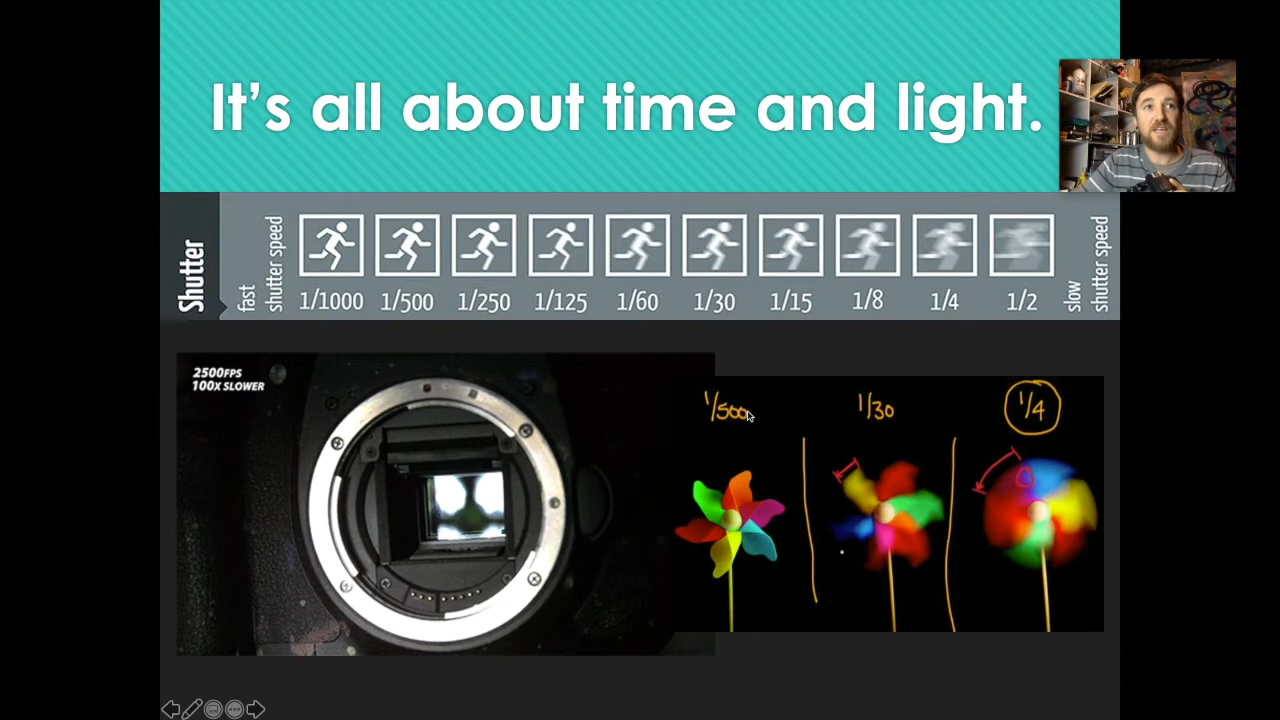 It's all about time and light.
Shutter
fast
shutter speed
1/1000 1/500 1/250 1/125 1/60 1/30 1/15 1/8 1/4 1/2
slow
shutter speed
2500FPS
100X SLOWER
1/500 1/30 1/4